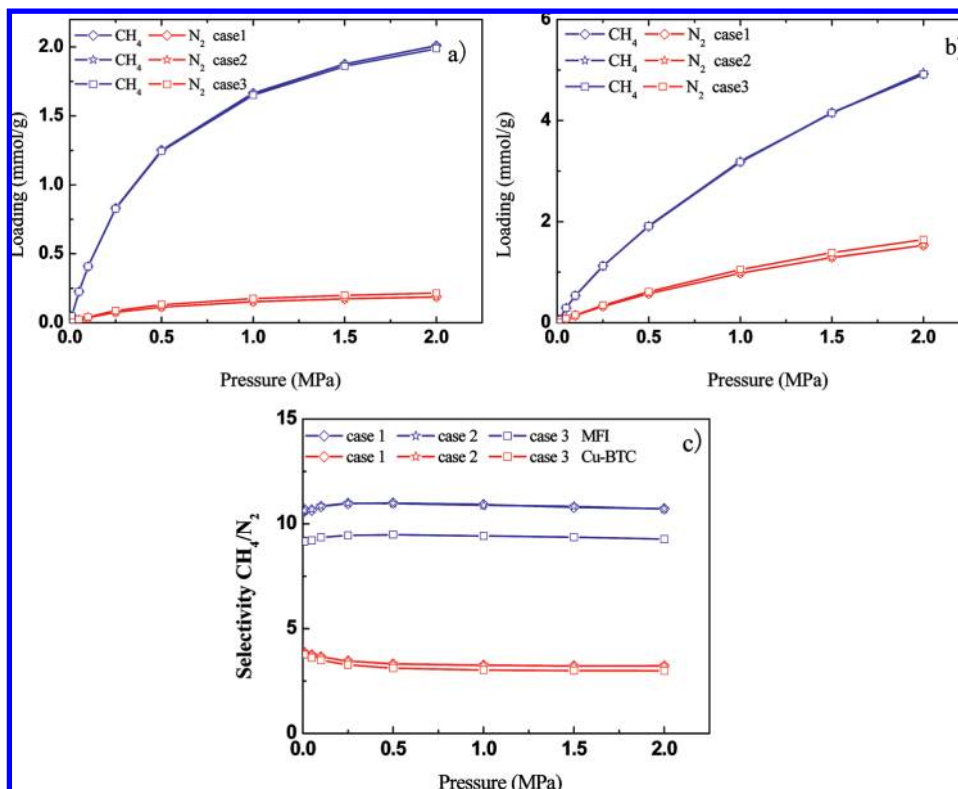 a)
CH4 N2 case1
CH4 N2 case2
CH4 N2 case3
Loading (mmol/g)
2.0
1.5
1.0
0.5
0.0
0.0 0.5 1.0 1.5 2.0
Pressure (MPa)
b)
CH4 N2 case1
CH4 N2 case2
CH4 N2 case3
Loading (mmol/g)
6
4
2
0
0.0 0.5 1.0 1.5 2.0
Pressure (MPa)
c)
case 1 case 2 case 3 MFI
case 1 case 2 case 3 Cu-BTC
Selectivity CH4/N2
15
10
5
0
0.0 0.5 1.0 1.5 2.0
Pressure (MPa)